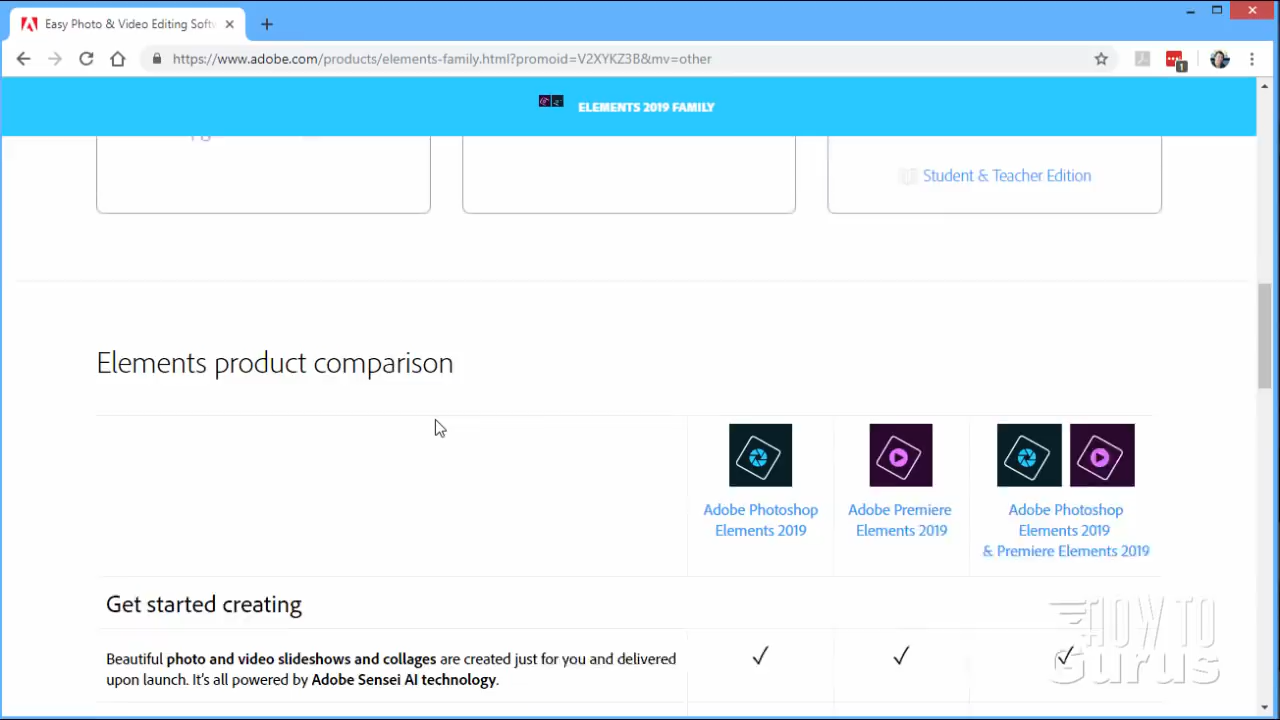 Easy Photo & Video Editing Softw
https://www.adobe.com/products/elements-family.html?promoid=V2XYKZ3B&mv=other
1
ELEMENTS 2019 FAMILY
Student & Teacher Edition
Elements product comparison
Adobe Photoshop
Elements 2019
Adobe Premiere
Elements 2019
Adobe Photoshop
Elements 2019
& Premiere Elements 2019
Get started creating
Beautiful photo and video slideshows and collages are created just for you and delivered
upon launch. It's all powered by Adobe Sensei AI technology.
HOW TO
Gurus